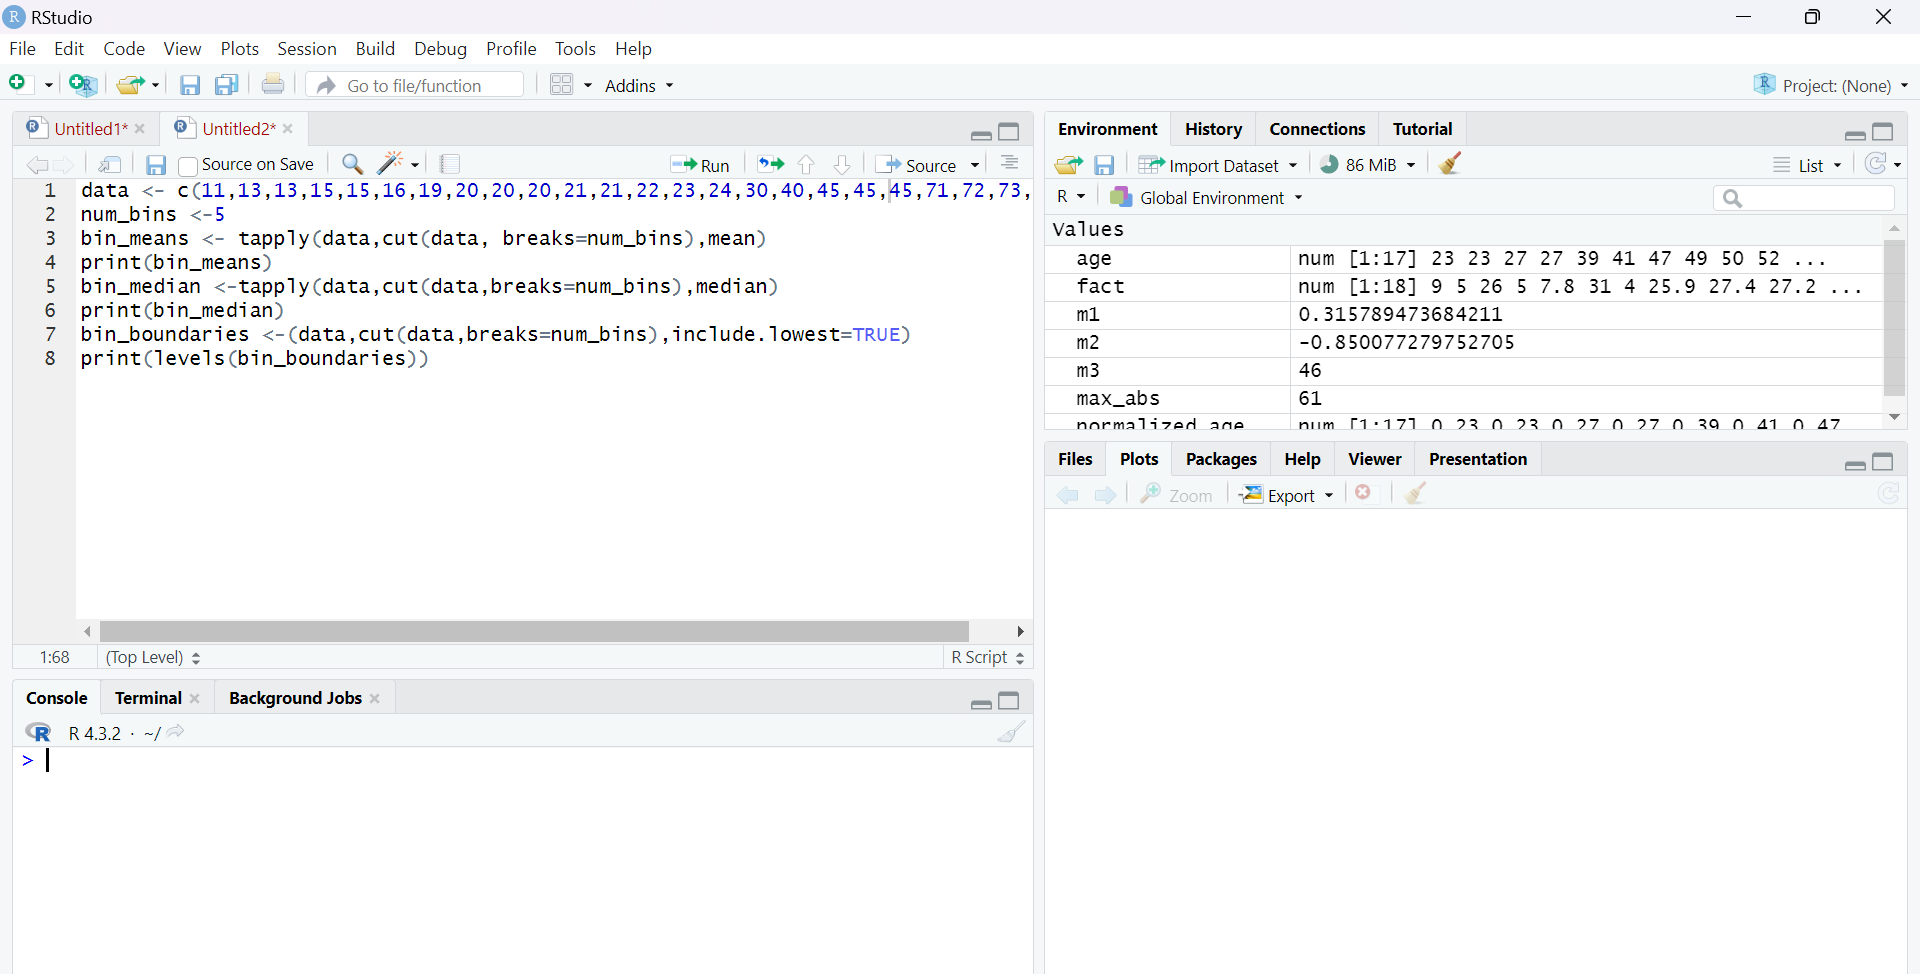 RStudio
File Edit Code View Plots Session Build Debug Profile Tools Help
Go to file/function Addins Project: (None)
Untitled1* Untitled2*
Source on Save Run Source
1 data <- c(11,13,13,15,15,16,19,20,20,20,21,21,22,23,24,30,40,45,45,45,71,72,73,
2 num_bins <-5
3 bin_means <- tapply(data,cut(data, breaks=num_bins),mean)
4 print(bin_means)
5 bin_median <-tapply(data,cut(data,breaks=num_bins),median)
6 print(bin_median)
7 bin_boundaries <-(data,cut(data,breaks=num_bins),include.lowest=TRUE)
8 print(levels(bin_boundaries))
1:68 (Top Level) R Script
Console Terminal Background Jobs
R R 4.3.2 · ~/
>
Environment History Connections Tutorial
Import Dataset 86 MiB List
R Global Environment
Values
age num [1:17] 23 23 27 27 39 41 47 49 50 52 ...
fact num [1:18] 9 5 26 5 7.8 31 4 25.9 27.4 27.2 ...
m1 0.315789473684211
m2 -0.850077279752705
m3 46
max_abs 61
normalized_age num [1:17] 0.23 0.23 0.27 0.27 0.39 0.41 0.47
Files Plots Packages Help Viewer Presentation
Zoom Export